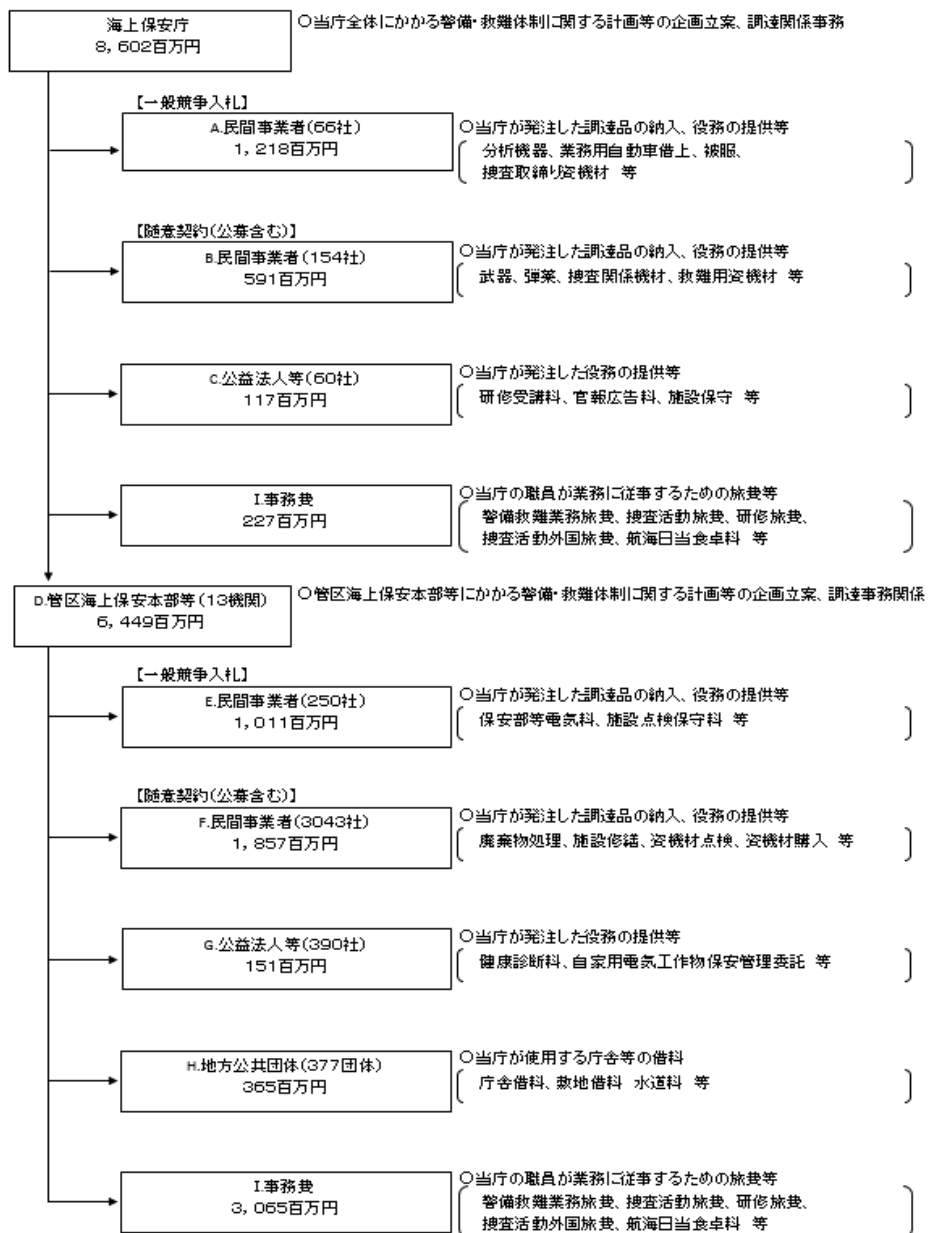 海上保安庁
8,602百万円
○当庁全体にかかる警備・救難体制に関する計画等の企画立案、調達関係事務
【一般競争入札】
A.民間事業者(66社)
1,218百万円
○当庁が発注した調達品の納入、役務の提供等
分析機器、業務用自動車借上、被服、
捜査取締り資機材 等
【随意契約(公募含む)】
B.民間事業者(154社)
591百万円
○当庁が発注した調達品の納入、役務の提供等
武器、弾薬、捜査関係機材、救難用資機材 等
C.公益法人等(60社)
117百万円
○当庁が発注した役務の提供等
研修受講料、官報広告料、施設保守 等
I.事務費
227百万円
○当庁の職員が業務に従事するための旅費等
警備救難業務旅費、捜査活動旅費、研修旅費、
捜査活動外国旅費、航海日当食卓料 等
D.管区海上保安本部等(13機関)
6,449百万円
○管区海上保安本部等にかかる警備・救難体制に関する計画等の企画立案、調達事務関係
【一般競争入札】
E.民間事業者(250社)
1,011百万円
○当庁が発注した調達品の納入、役務の提供等
保安部等電気料、施設点検保守料 等
【随意契約(公募含む)】
F.民間事業者(3043社)
1,857百万円
○当庁が発注した調達品の納入、役務の提供等
廃棄物処理、施設修繕、資機材点検、資機材購入 等
G.公益法人等(390社)
151百万円
○当庁が発注した役務の提供等
健康診断料、自家用電気工作物保安管理委託 等
H.地方公共団体(377団体)
365百万円
○当庁が使用する庁舎等の借料
庁舎借料、敷地借料 水道料 等
I.事務費
3,065百万円
○当庁の職員が業務に従事するための旅費等
警備救難業務旅費、捜査活動旅費、研修旅費、
捜査活動外国旅費、航海日当食卓料 等